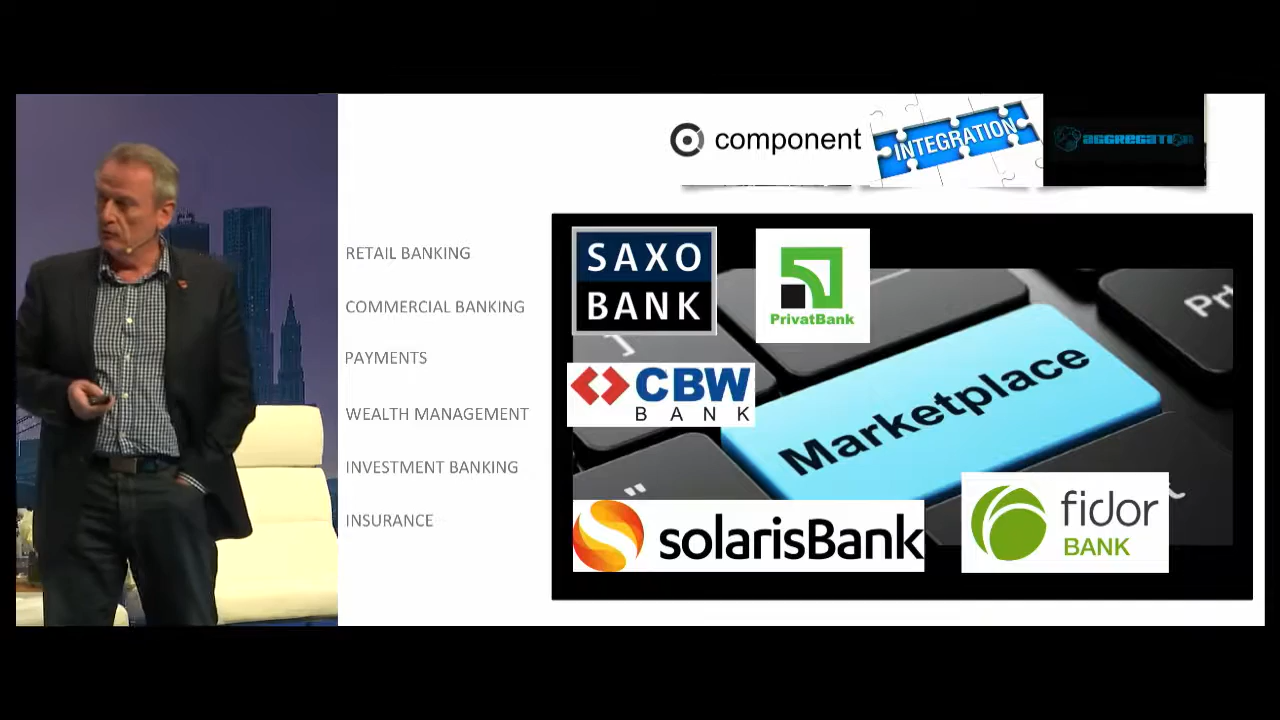 component
INTEGRATION
AGGREGATION
RETAIL BANKING
COMMERCIAL BANKING
PAYMENTS
WEALTH MANAGEMENT
INVESTMENT BANKING
INSURANCE
SAXO
BANK
PrivatBank
CBW
BANK
Marketplace
solarisBank
fidor
BANK